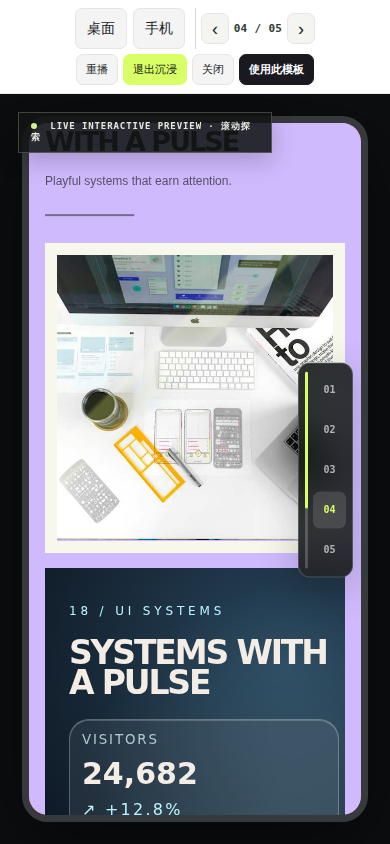 桌面
手机
‹
04 / 05
›
重播
退出沉浸
关闭
使用此模板
LIVE INTERACTIVE PREVIEW · 滚动探
索
WITH A PULSE
Playful systems that earn attention.
to
01
02
03
04
05
18 / UI SYSTEMS
SYSTEMS WITH
A PULSE
VISITORS
24,682
↗ +12.8%